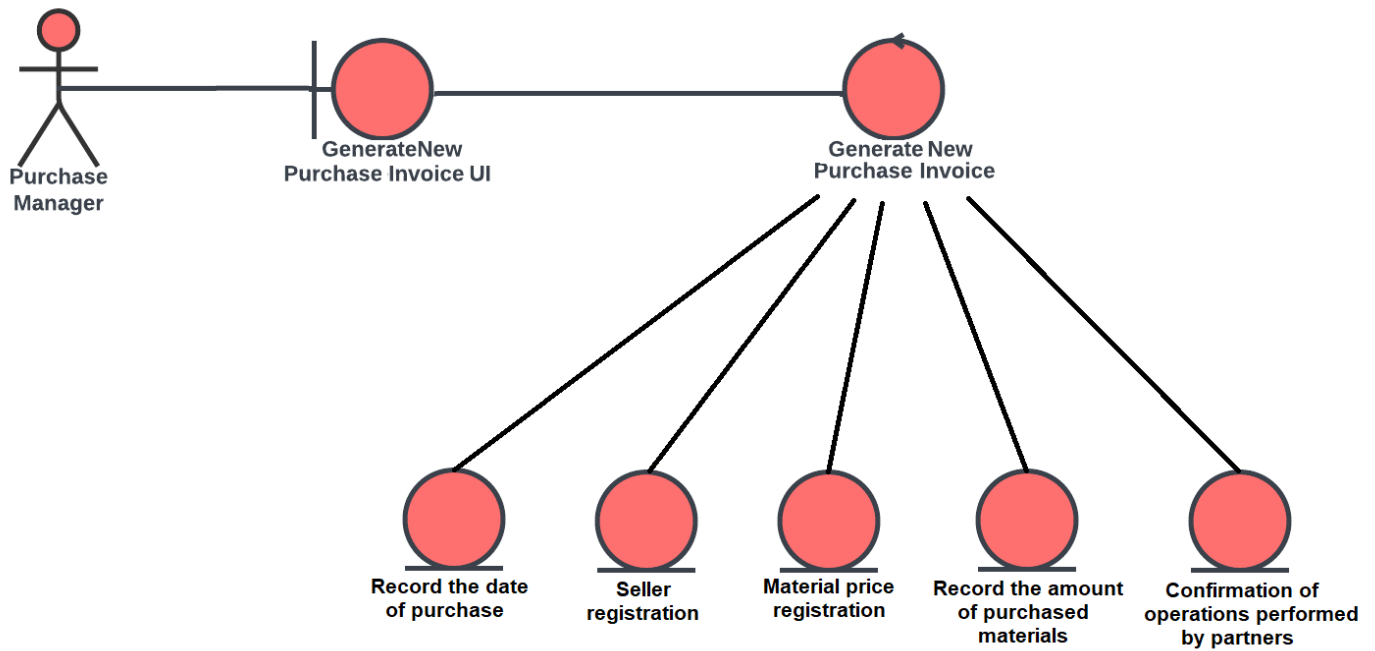 Purchase
Manager
GenerateNew
Purchase Invoice UI
Generate New
Purchase Invoice
Record the date
of purchase
Seller
registration
Material price
registration
Record the amount
of purchased
materials
Confirmation of
operations performed
by partners